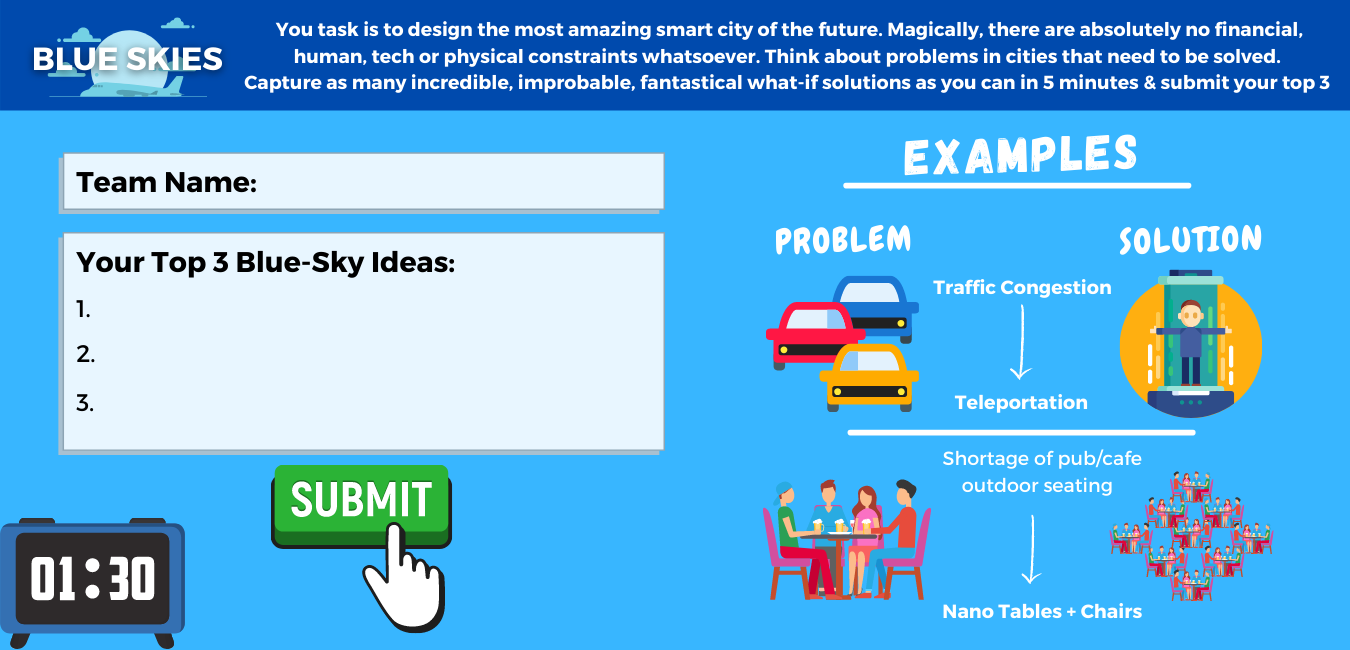 BLUE SKIES
You task is to design the most amazing smart city of the future. Magically, there are absolutely no financial,
human, tech or physical constraints whatsoever. Think about problems in cities that need to be solved.
Capture as many incredible, improbable, fantastical what-if solutions as you can in 5 minutes & submit your top 3
Team Name:
Your Top 3 Blue-Sky Ideas:
1.
2.
3.
SUBMIT
01:30
EXAMPLES
PROBLEM
SOLUTION
Traffic Congestion
Teleportation
Shortage of pub/cafe
outdoor seating
Nano Tables + Chairs